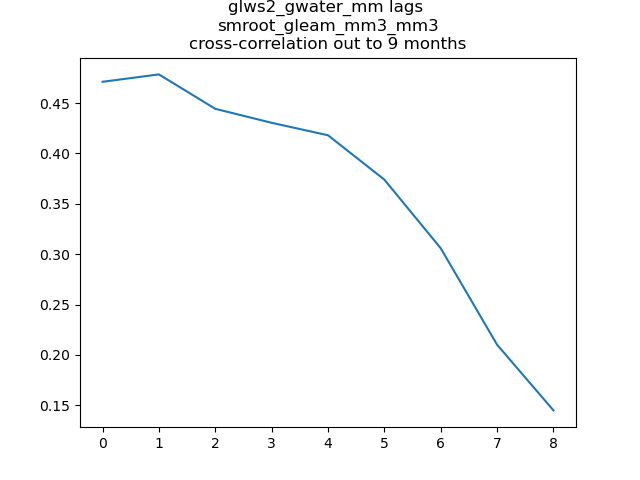 glws2_gwater_mm lags
smroot_gleam_mm3_mm3
cross-correlation out to 9 months
0.45
0.40
0.35
0.30
0.25
0.20
0.15
0 1 2 3 4 5 6 7 8